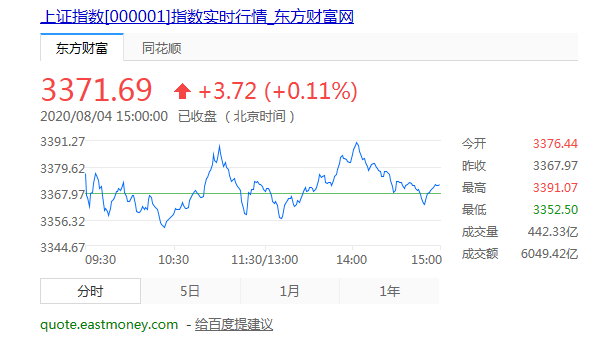 上证指数[000001]指数实时行情_东方财富网
东方财富 同花顺
3371.69 +3.72 (+0.11%)
2020/08/04 15:00:00 已收盘 (北京时间)
3391.27
3379.62
3367.97
3356.32
3344.67
09:30 10:30 11:30/13:00 14:00 15:00
今开 3376.44
昨收 3367.97
最高 3391.07
最低 3352.50
成交量 442.33亿
成交额 6049.42亿
分时 5日 1月 1年
quote.eastmoney.com - 给百度提建议